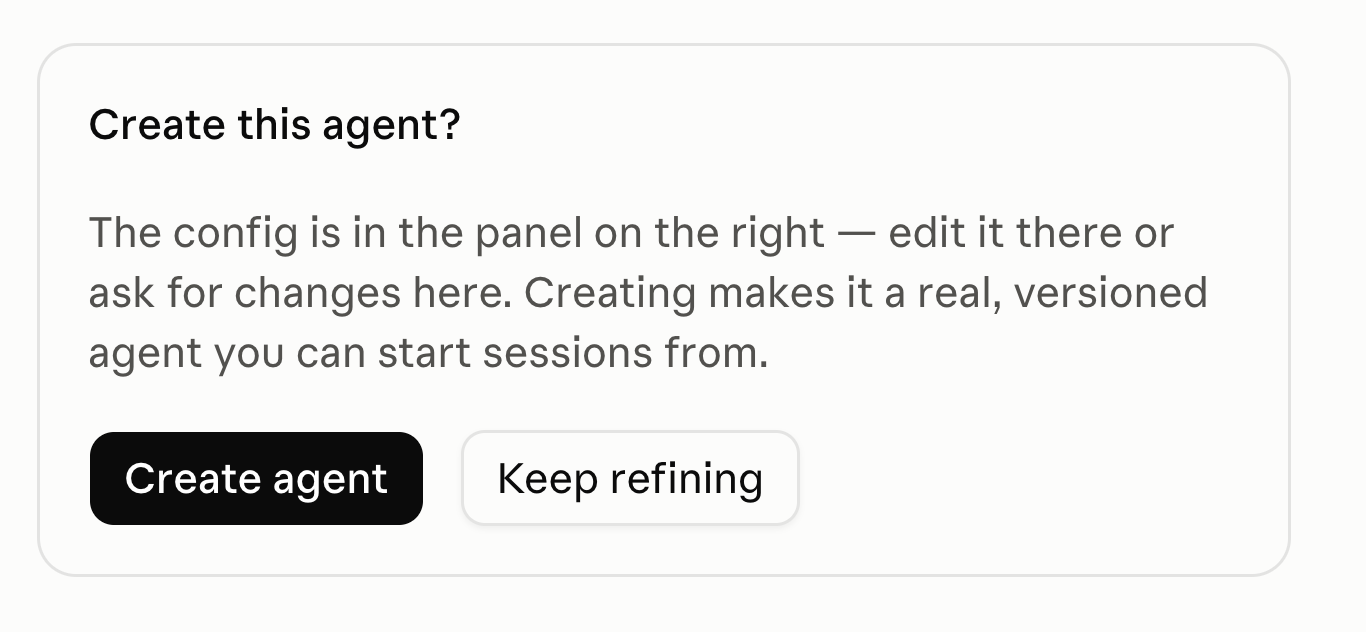 Create this agent?
The config is in the panel on the right — edit it there or
ask for changes here. Creating makes it a real, versioned
agent you can start sessions from.
Create agent
Keep refining